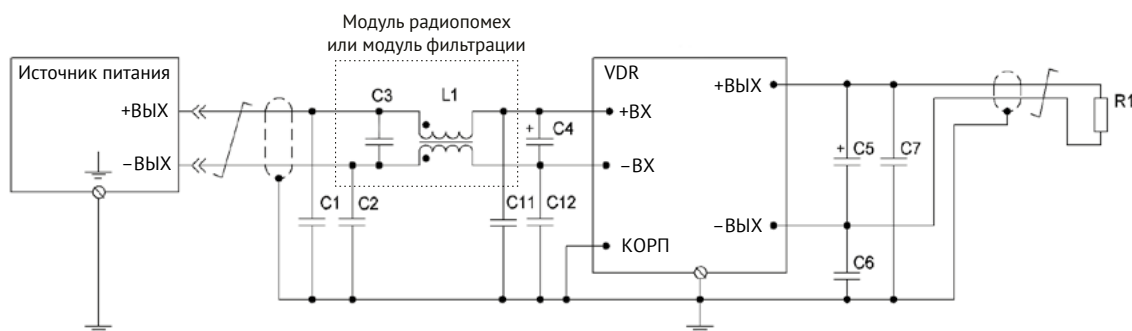 Модуль радиопомех
или модуль фильтрации
Источник питания
+ВЫХ
−ВЫХ
C3
L1
+
C4
C1
C2
C11
C12
VDR
+ВХ
−ВХ
КОРП
+ВЫХ
−ВЫХ
+
C5
C7
C6
R1